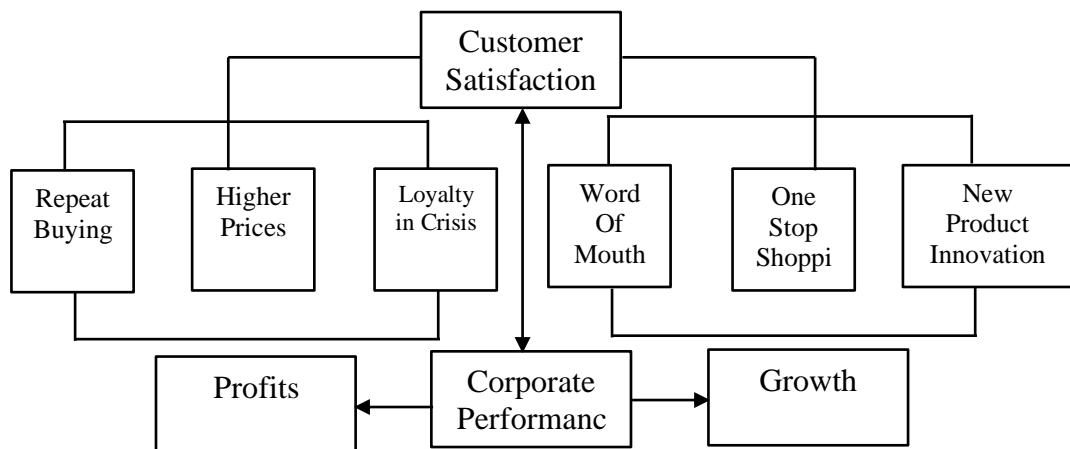 Customer
Satisfaction
Repeat
Buying
Higher
Prices
Loyalty
in Crisis
Word
Of
Mouth
One
Stop
Shoppi
New
Product
Innovation
Profits
Corporate
Performanc
Growth